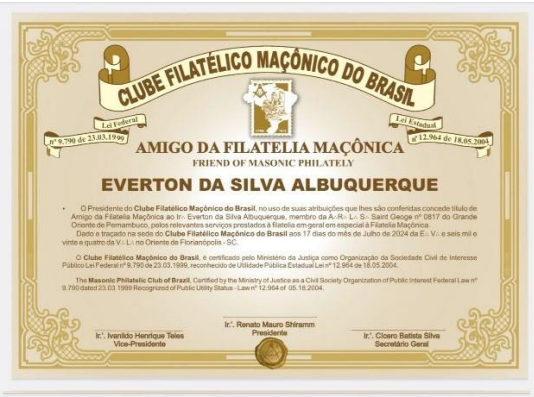 CLUBE FILATÉLICO MAÇÔNICO DO BRASIL
Lei Federal
nº 9.790 de 23.03.1999
Lei Estadual
nº 12.964 de 18.05.2004
AMIGO DA FILATELIA MAÇÔNICA
FRIEND OF MASONIC PHILATELY
EVERTON DA SILVA ALBUQUERQUE
• O Presidente do Clube Filatélico Maçônico do Brasil, no uso de suas atribuições que lhes são conferidas concede título de
Amigo da Filatelia Maçônica ao Ir∴ Everton da Silva Albuquerque, membro da A∴R∴ L∴ S∴ Saint Geoge nº 0817 do Grande
Oriente de Pernambuco, pelos relevantes serviços prestados à filatelia em geral em especial à Filatelia Maçônica.
Dado e traçado na sede do Clube Filatélico Maçônico do Brasil aos 17 dias do mês de Julho de 2024 da E∴ V∴ e seis mil e
vinte e quatro da V∴ L∴ no Oriente de Florianópolis - SC.
O Clube Filatélico Maçônico do Brasil, é certificado pelo Ministério da Justiça como Organização da Sociedade Civil de Interesse
Público Lei Federal nº 9.790 de 23.03.1999, reconhecido de Utilidade Pública Estadual Lei nº 12.964 de 18.05.2004.
The Masonic Philatelic Club of Brazil, Certified by the Ministry of Justice as a Civil Society Organization of Public Interest Federal Law nº
9.790 dated 23.03.1999 Recognized of Public Utility Status - Law nº 12.964 of 05.18.2004.
Ir∴ Ivanildo Henrique Teles
Vice-Presidente
Ir∴ Renato Mauro Shiramm
Presidente
Ir∴ Cícero Batista Silva
Secretário Geral